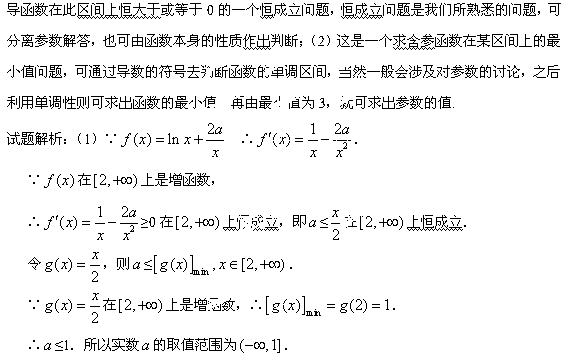 导函数在此区间上恒大于或等于 0 的一个恒成立问题，恒成立问题是我们所熟悉的问题，可
分离参数解答，也可由函数本身的性质作出判断；（2）这是一个求含参函数在某区间上的最
小值问题，可通过导数的符号去判断函数的单调区间，当然一般会涉及对参数的讨论，之后
利用单调性则可求出函数的最小值 再由最小值为 3，就可求出参数的值.
试题解析：（1）∵ f(x) = ln x + 2a/x ∴ f′(x) = 1/x − 2a/x².
∵ f(x) 在 [2,+∞) 上是增函数，
∴ f′(x) = 1/x − 2a/x² ≥0 在 [2,+∞) 上恒成立，即 a ≤ x/2 在 [2,+∞) 上恒成立.
令 g(x) = x/2，则 a ≤ [g(x)]min, x ∈ [2,+∞).
∵ g(x) = x/2 在 [2,+∞) 上是增函数，∴ [g(x)]min = g(2) = 1.
∴ a ≤1. 所以实数 a 的取值范围为 (−∞,1].